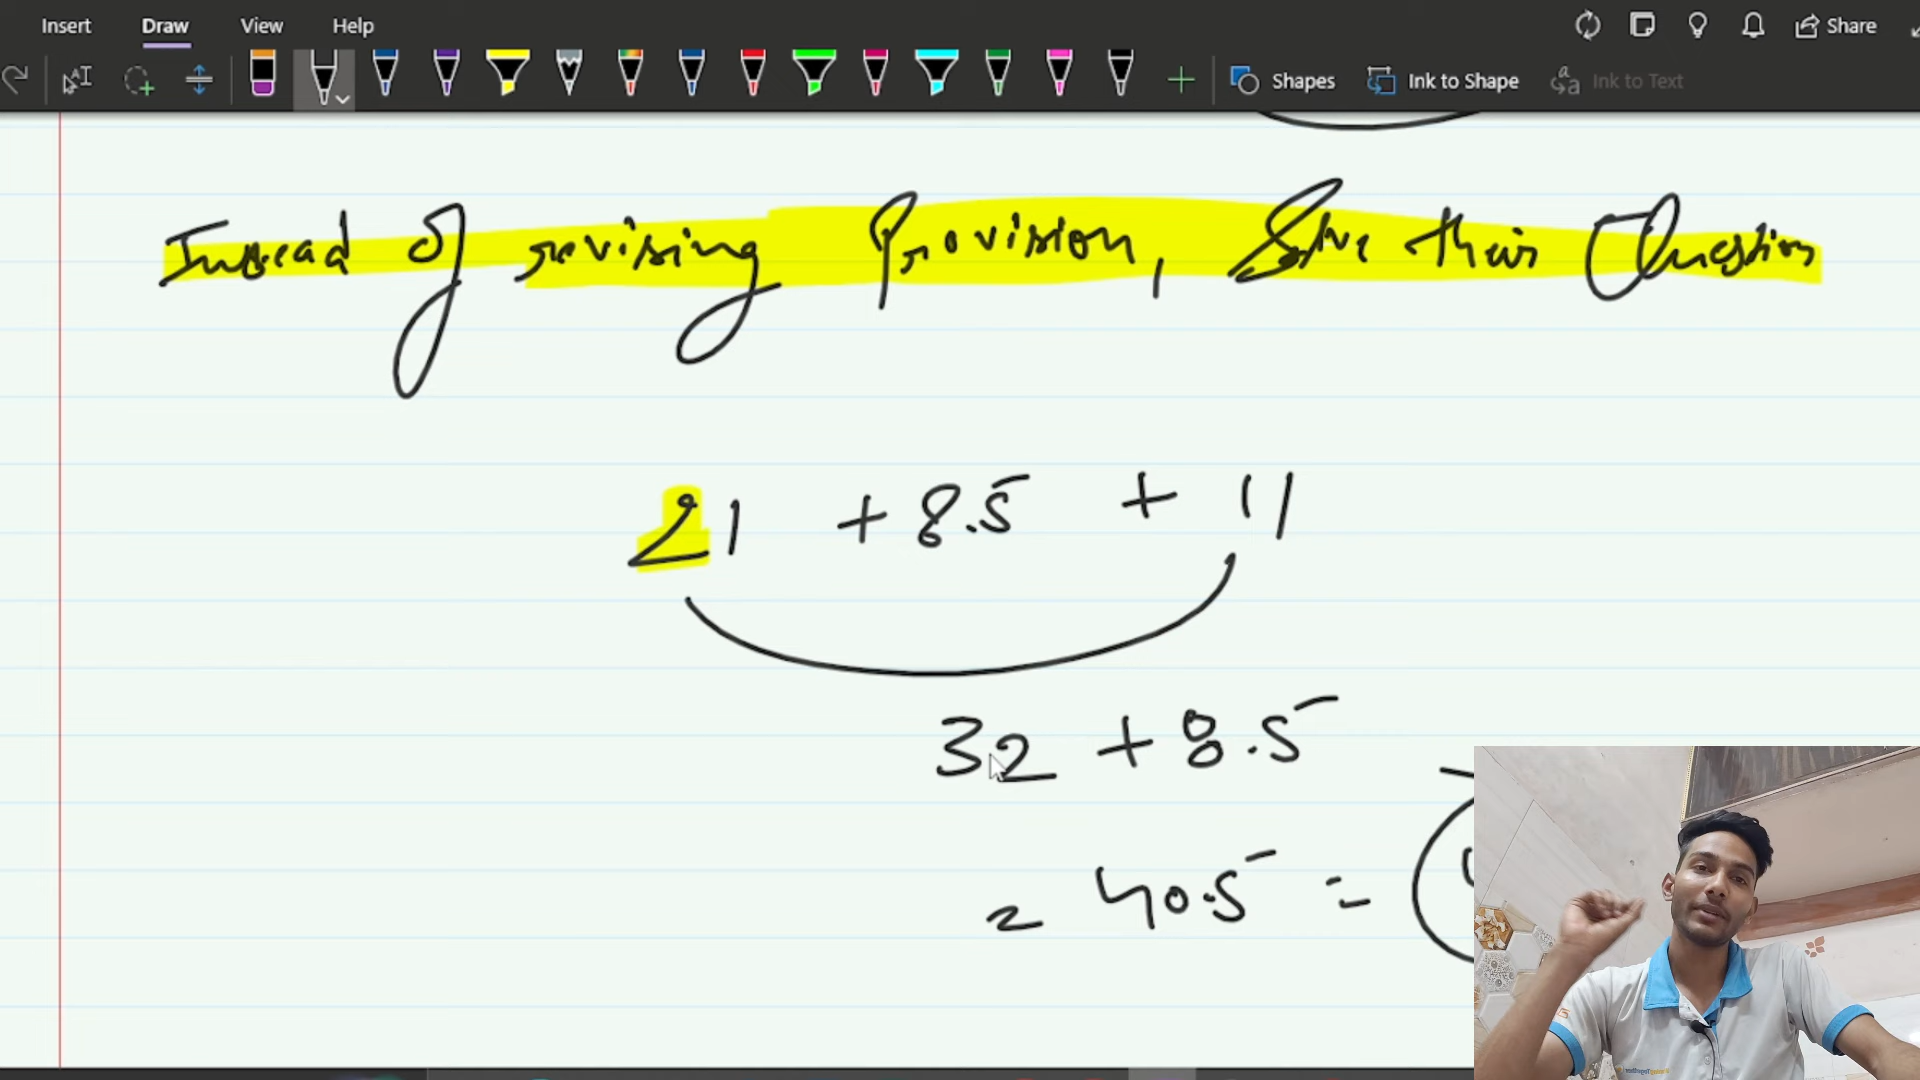 Insert Draw View Help Share
Shapes Ink to Shape Ink to Text
Instead of revising Provision, Solve their Question
21 + 8.5 + 11
32 + 8.5
= 40.5 =